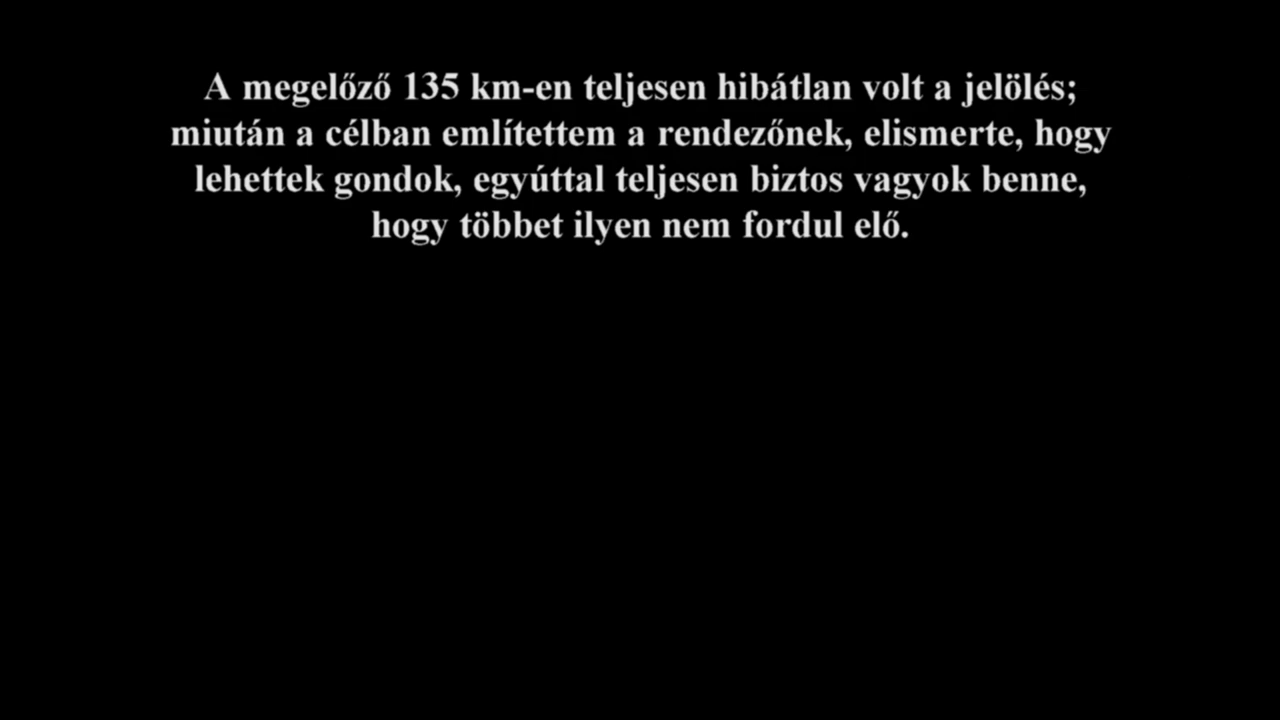 A megelőző 135 km-en teljesen hibátlan volt a jelölés;
miután a célban említettem a rendezőnek, elismerte, hogy
lehettek gondok, egyúttal teljesen biztos vagyok benne,
hogy többet ilyen nem fordul elő.